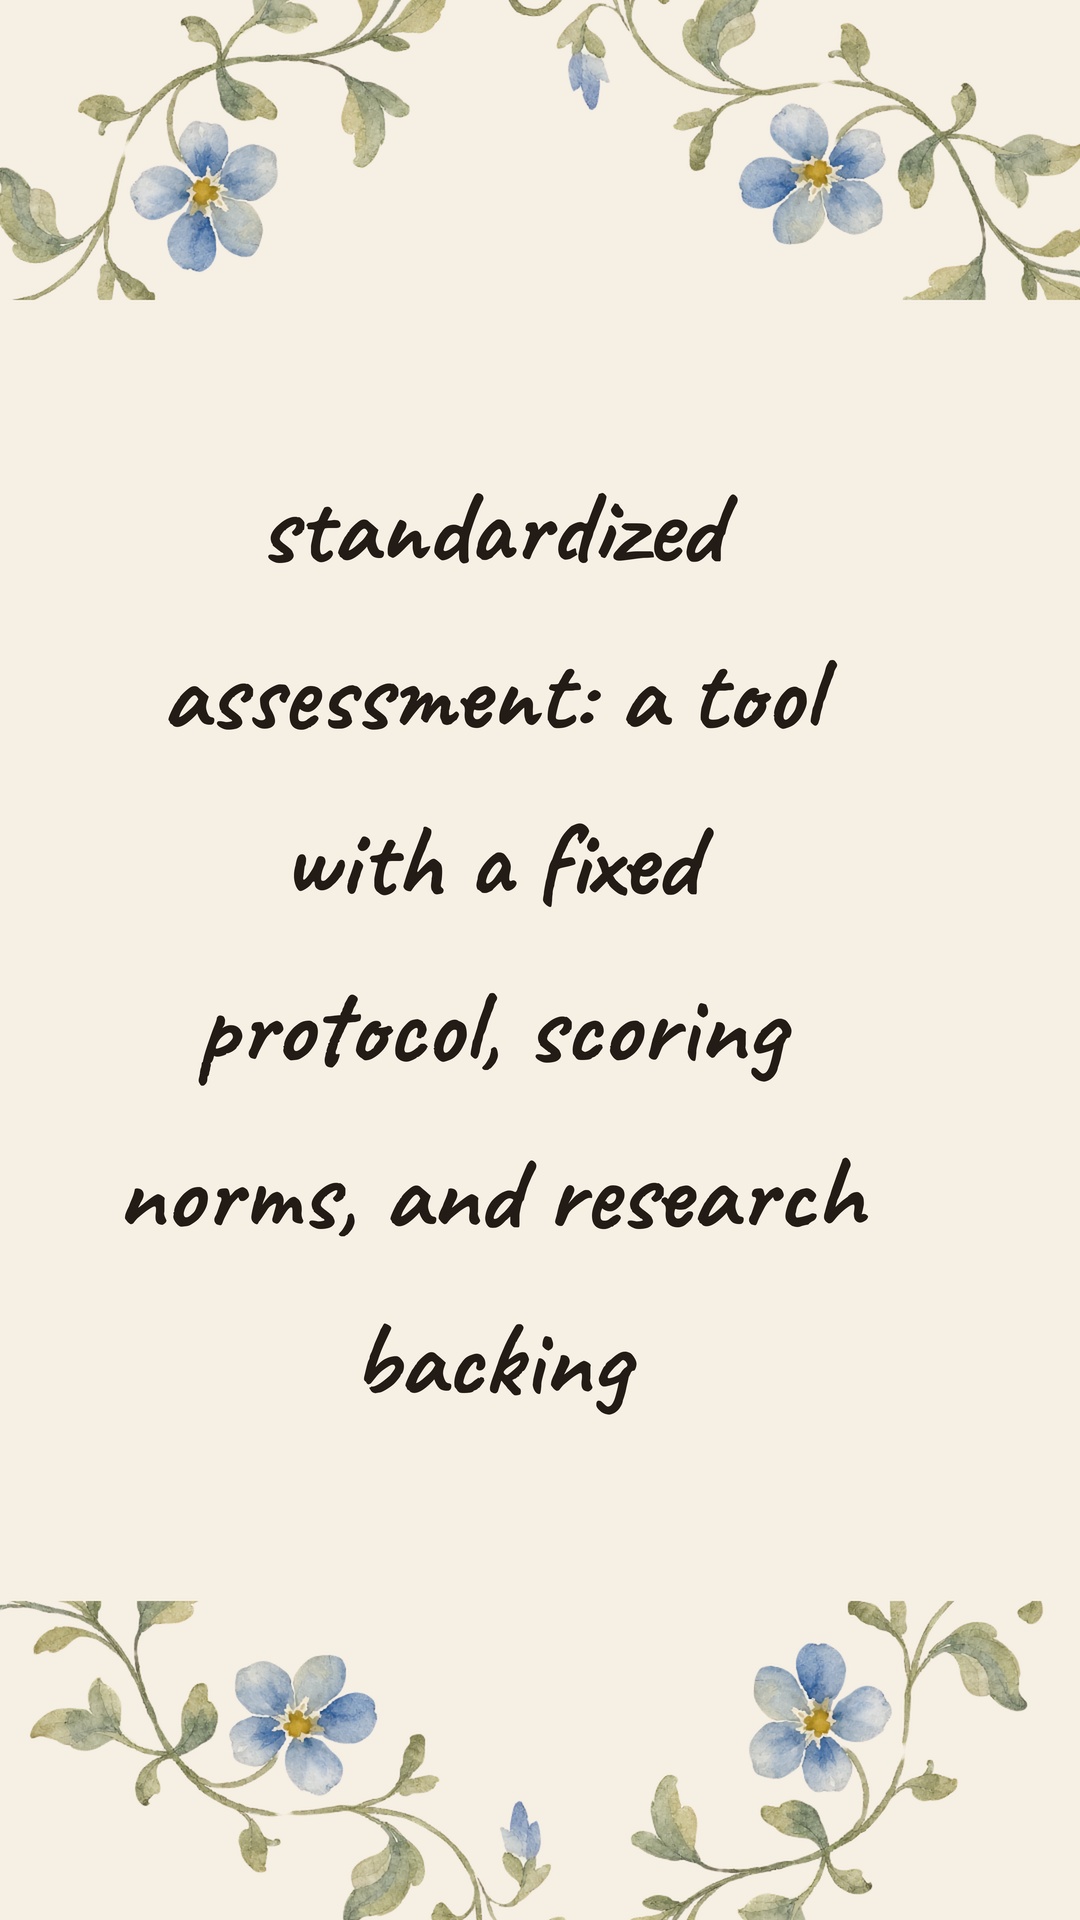 standardized
assessment: a tool
with a fixed
protocol, scoring
norms, and research
backing